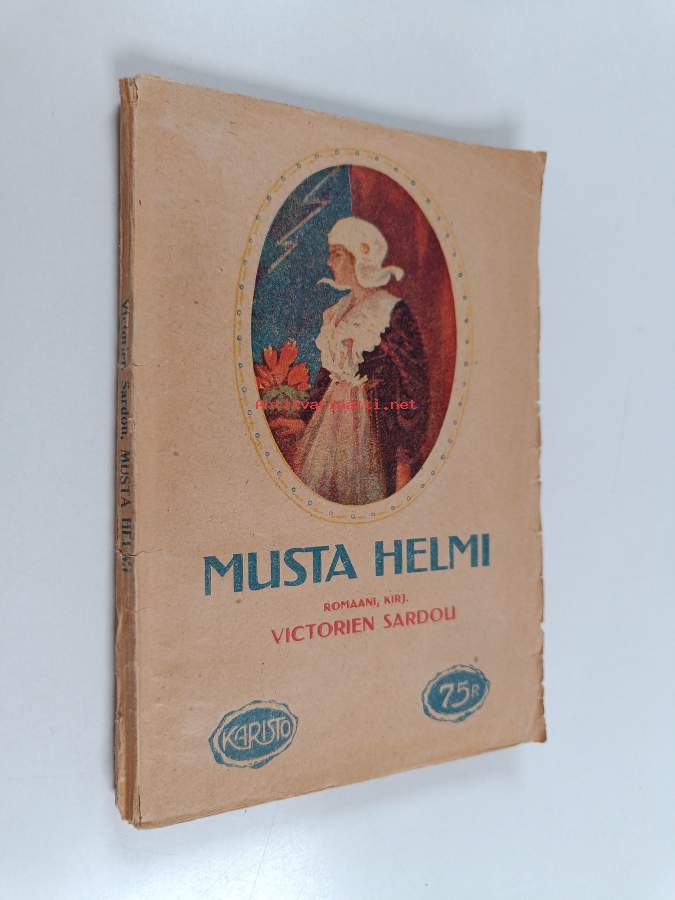 Victorien Sardou, MUSTA HELMI
Antikvariaatti.net
MUSTA HELMI
ROMAANI, KIRJ.
VICTORIEN SARDOU
KARISTO
75P.